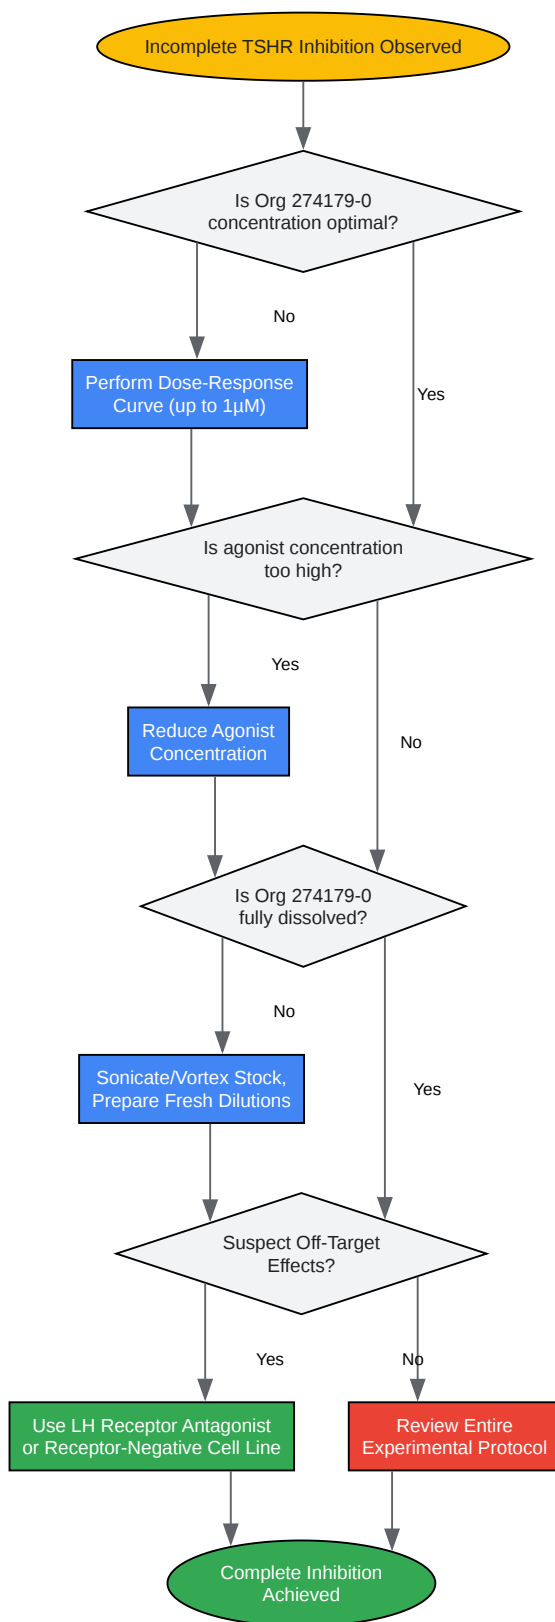 Incomplete TSHR Inhibition Observed
Is Org 274179-0
concentration optimal?
No
Perform Dose-Response
Curve (up to 1µM)
Yes
Is agonist concentration
too high?
Yes
Reduce Agonist
Concentration
No
Is Org 274179-0
fully dissolved?
No
Sonicate/Vortex Stock,
Prepare Fresh Dilutions
Yes
Suspect Off-Target
Effects?
Yes
No
Use LH Receptor Antagonist
or Receptor-Negative Cell Line
Review Entire
Experimental Protocol
Complete Inhibition
Achieved